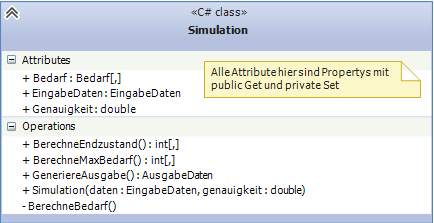 «C# class»
Simulation
Attributes
+ Bedarf : Bedarf[,]
+ EingabeDaten : EingabeDaten
+ Genauigkeit : double
Alle Attribute hier sind Propertys mit
public Get und private Set
Operations
+ BerechneEndzustand() : int[,]
+ BerechneMaxBedarf() : int[,]
+ GeneriereAusgabe() : AusgabeDaten
+ Simulation(daten : EingabeDaten, genauigkeit : double)
- BerechneBedarf()